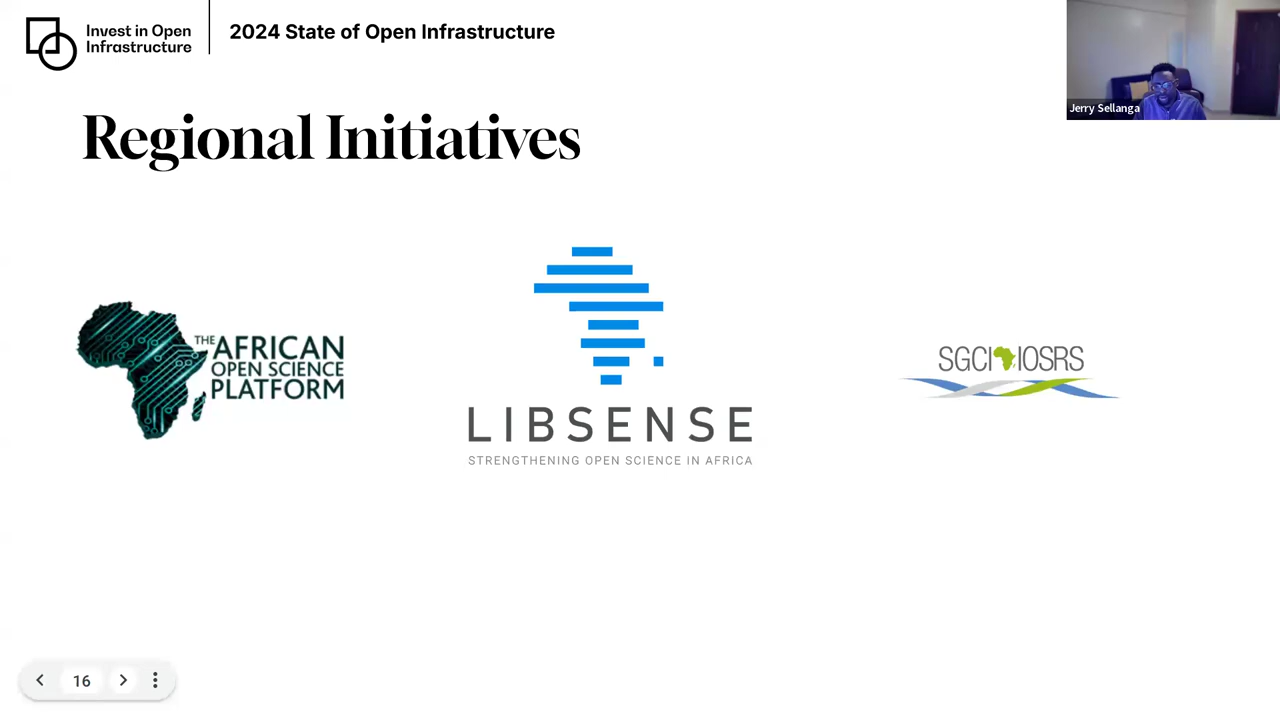 Invest in Open
Infrastructure
2024 State of Open Infrastructure
Jerry Sellanga
Regional Initiatives
THE AFRICAN
OPEN SCIENCE
PLATFORM
LIBSENSE
STRENGTHENING OPEN SCIENCE IN AFRICA
SGCI IOSRS
16